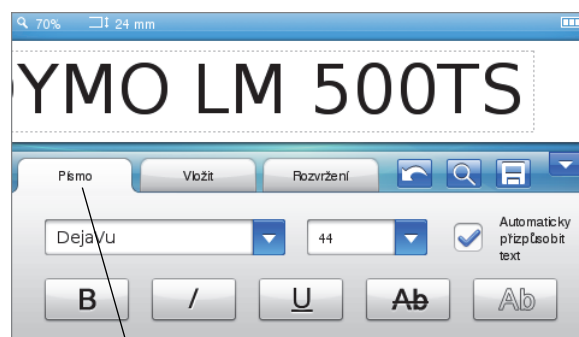 70% 24 mm
YMO LM 500TS
Písmo Vložit Rozvržení
DejaVu 44 Automaticky
přizpůsobit
text
B / U Ab Ab